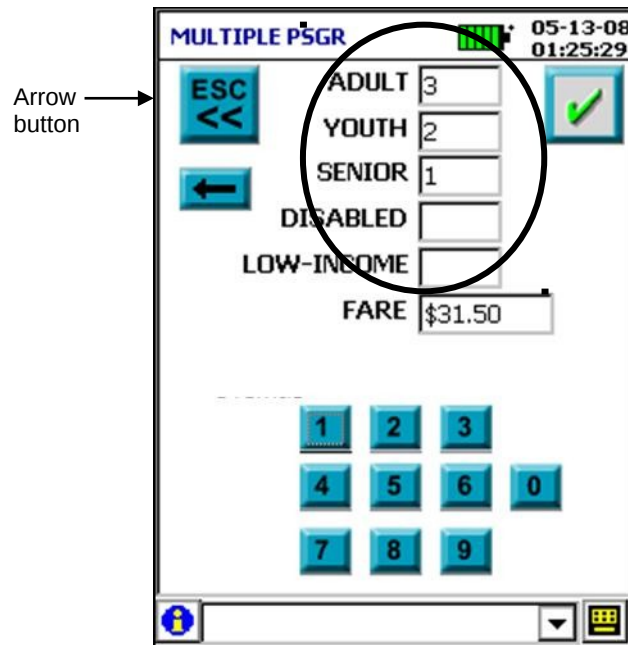 MULTIPLE PSGR
05-13-08
01:25:29
Arrow
button
ESC
<<
ADULT 3
YOUTH 2
SENIOR 1
DISABLED
LOW-INCOME
FARE $31.50
1 2 3
4 5 6 0
7 8 9